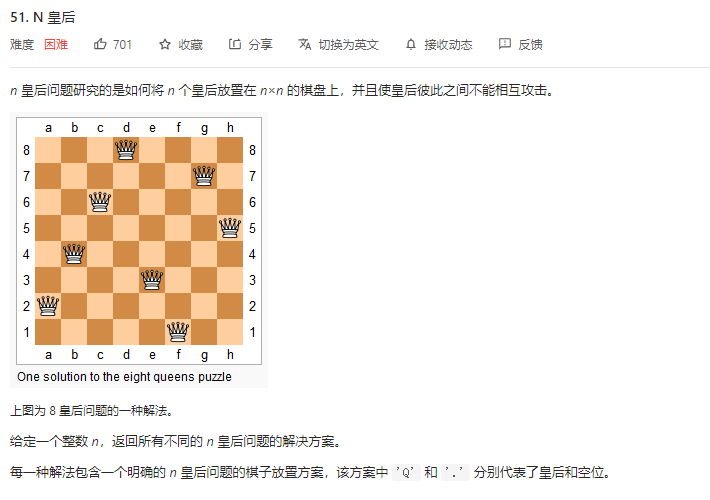 51. N 皇后
难度 困难 701 收藏 分享 切换为英文 接收动态 反馈
n 皇后问题研究的是如何将 n 个皇后放置在 n×n 的棋盘上，并且使皇后彼此之间不能相互攻击。
a b c d e f g h
8 8
7 7
6 6
5 5
4 4
3 3
2 2
1 1
a b c d e f g h
One solution to the eight queens puzzle
上图为 8 皇后问题的一种解法。
给定一个整数 n，返回所有不同的 n 皇后问题的解决方案。
每一种解法包含一个明确的 n 皇后问题的棋子放置方案，该方案中 'Q' 和 '.' 分别代表了皇后和空位。